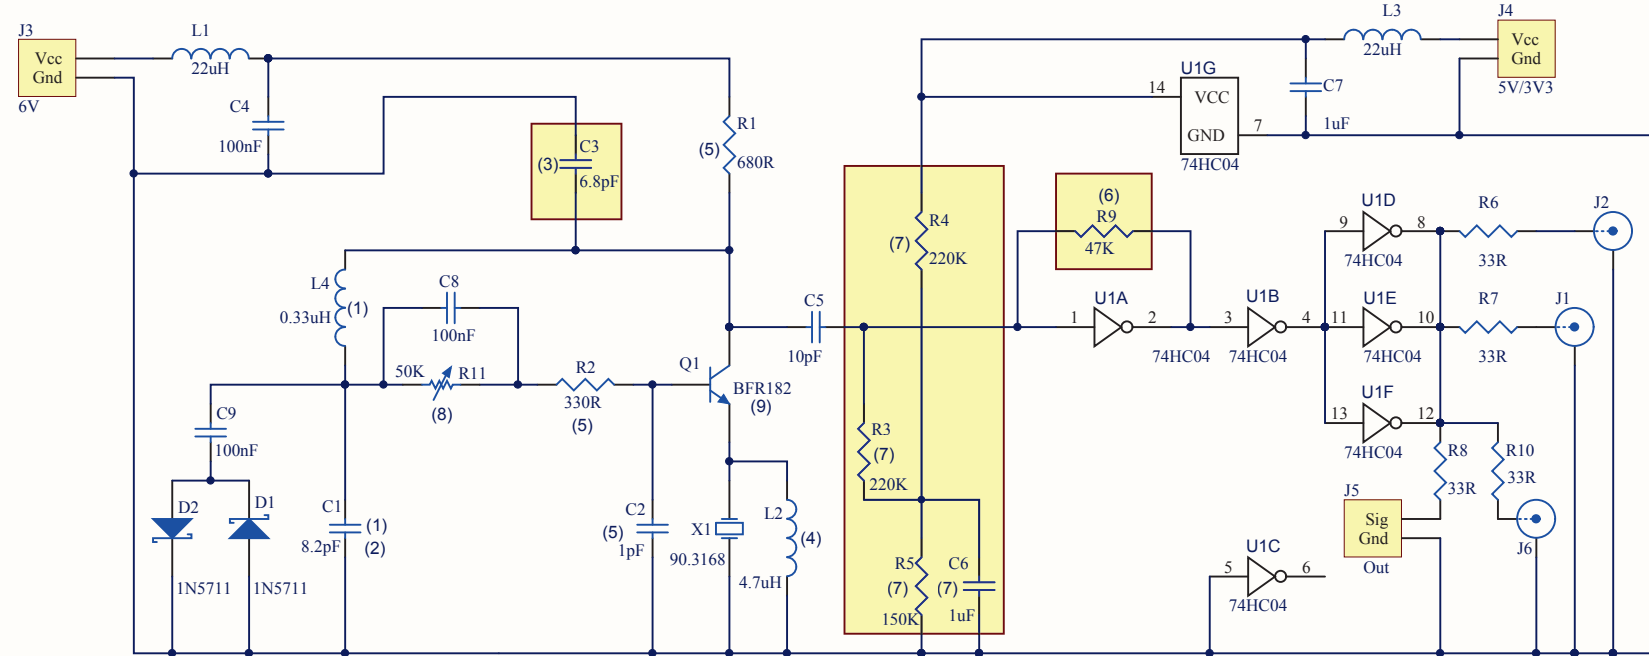 J3
Vcc
Gnd
6V
L1
22uH
C4
100nF
C3
(3)
6.8pF
R1
(5)
680R
L3
22uH
J4
Vcc
Gnd
5V/3V3
C7
1uF
U1G
14
VCC
GND
7
74HC04
L4
0.33uH
(1)
C8
100nF
50K
R11
(8)
R2
330R
(5)
Q1
BFR182
(9)
C5
10pF
R4
(7)
220K
(6)
R9
47K
U1A
1
2
74HC04
U1B
3
4
74HC04
U1D
9
8
74HC04
R6
33R
J2
U1E
11
10
74HC04
R7
33R
J1
U1F
13
12
74HC04
R8
33R
R10
33R
J5
Sig
Gnd
Out
J6
C9
100nF
D2
1N5711
D1
1N5711
C1
(1)
8.2pF
(2)
C2
(5)
1pF
X1
90.3168
L2
(4)
4.7uH
R3
(7)
220K
R5
(7)
150K
C6
(7)
1uF
U1C
5
6
74HC04